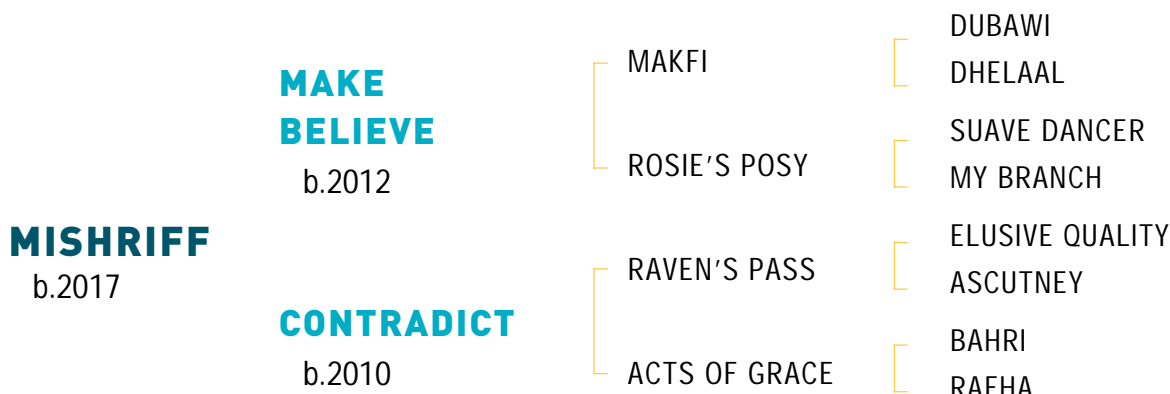 MISHRIFF
b.2017
MAKE
BELIEVE
b.2012
CONTRADICT
b.2010
MAKFI
ROSIE'S POSY
RAVEN'S PASS
ACTS OF GRACE
DUBAWI
DHELAAL
SUAVE DANCER
MY BRANCH
ELUSIVE QUALITY
ASCUTNEY
BAHRI
RAFHA